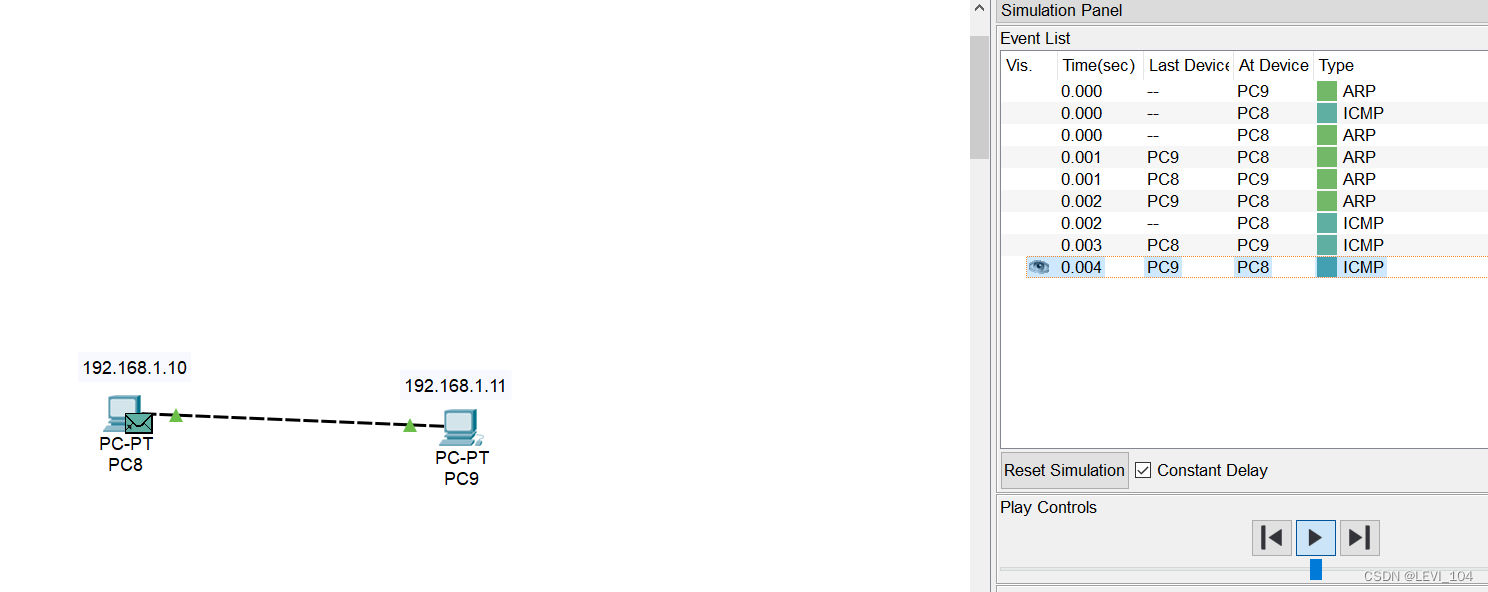 Simulation Panel
Event List
Vis. Time(sec) Last Device At Device Type
0.000 -- PC9 ARP
0.000 -- PC8 ICMP
0.000 -- PC8 ARP
0.001 PC9 PC8 ARP
0.001 PC8 PC9 ARP
0.002 PC9 PC8 ARP
0.002 -- PC8 ICMP
0.003 PC8 PC9 ICMP
0.004 PC9 PC8 ICMP
192.168.1.10
192.168.1.11
PC-PT
PC8
PC-PT
PC9
Reset Simulation Constant Delay
Play Controls
CSDN @LEVI_104